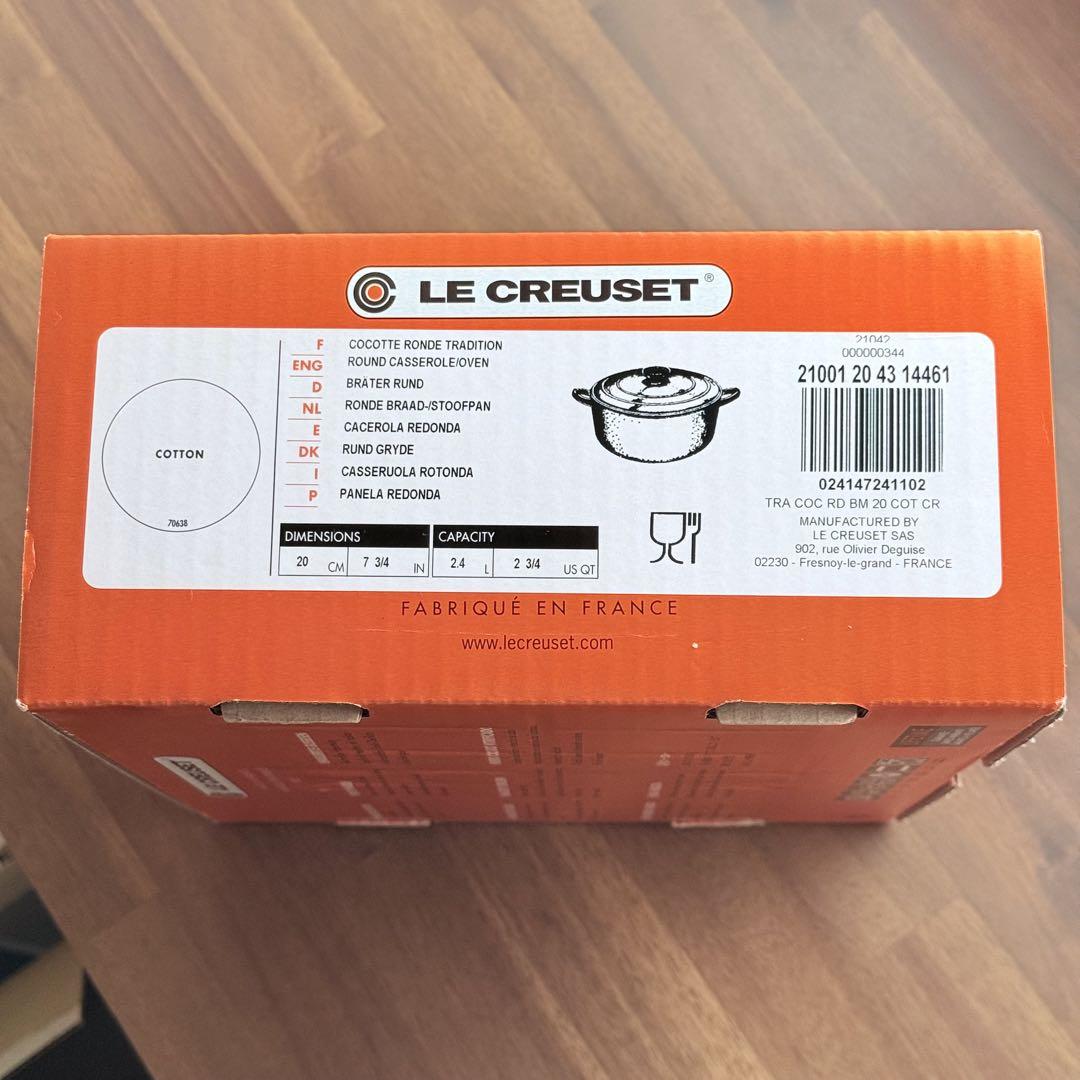 LE CREUSET®
COTTON
70638
F COCOTTE RONDE TRADITION
ENG ROUND CASSEROLE/OVEN
D BRÄTER RUND
NL RONDE BRAAD-/STOOFPAN
E CACEROLA REDONDA
DK RUND GRYDE
I CASSERUOLA ROTONDA
P PANELA REDONDA
DIMENSIONS CAPACITY
20 CM 7 3/4 IN 2.4 L 2 3/4 US QT
21042
000000344
21001 20 43 14461
024147241102
TRA COC RD BM 20 COT CR
MANUFACTURED BY
LE CREUSET SAS
902, rue Olivier Deguise
02230 - Fresnoy-le-grand - FRANCE
FABRIQUÉ EN FRANCE
www.lecreuset.com
LE CREUSET